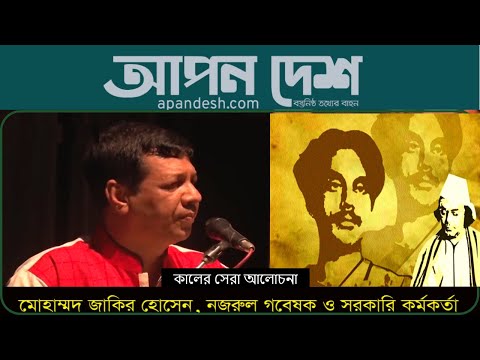 আপন দেশ
apandesh.com
বস্তুনিষ্ঠ তথ্যের বাহন
কালের সেরা আলোচনা
মোহাম্মদ জাকির হোসেন, নজরুল গবেষক ও সরকারি কর্মকর্তা